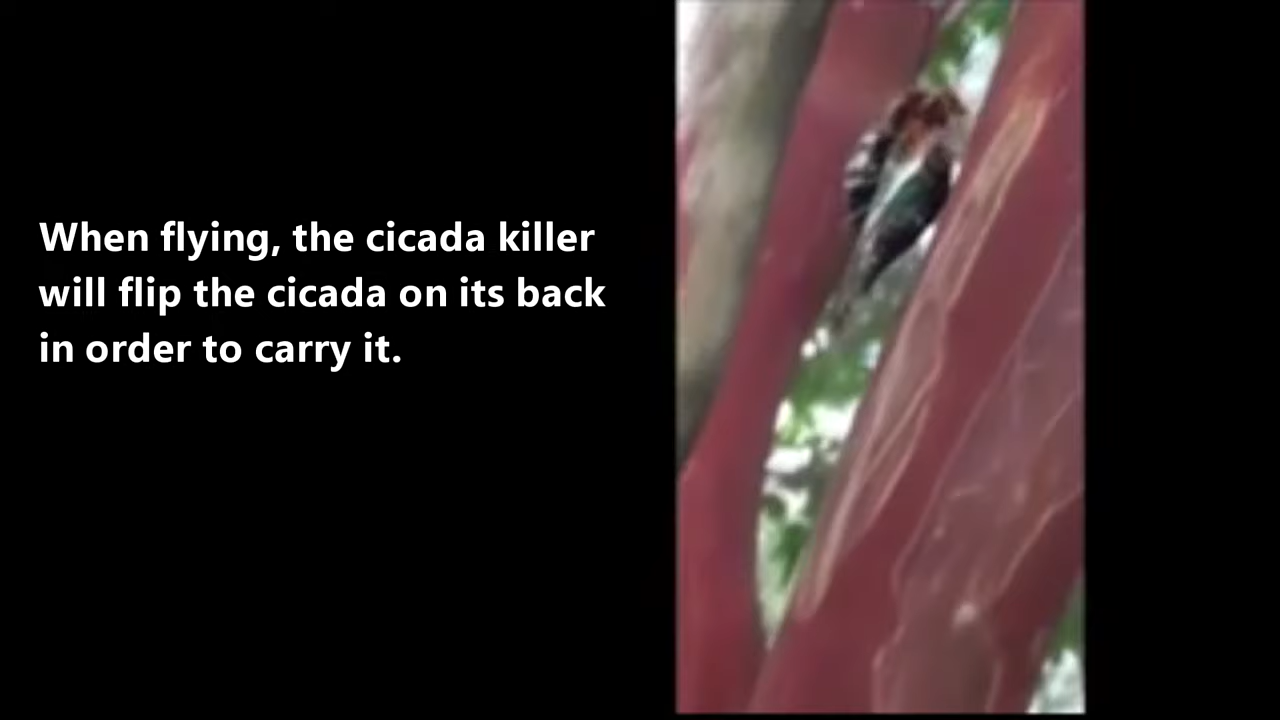 When flying, the cicada killer
will flip the cicada on its back
in order to carry it.